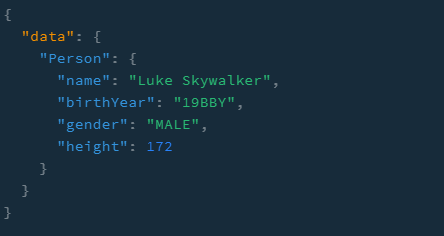 {
  "data": {
    "Person": {
      "name": "Luke Skywalker",
      "birthYear": "19BBY",
      "gender": "MALE",
      "height": 172
    }
  }
}